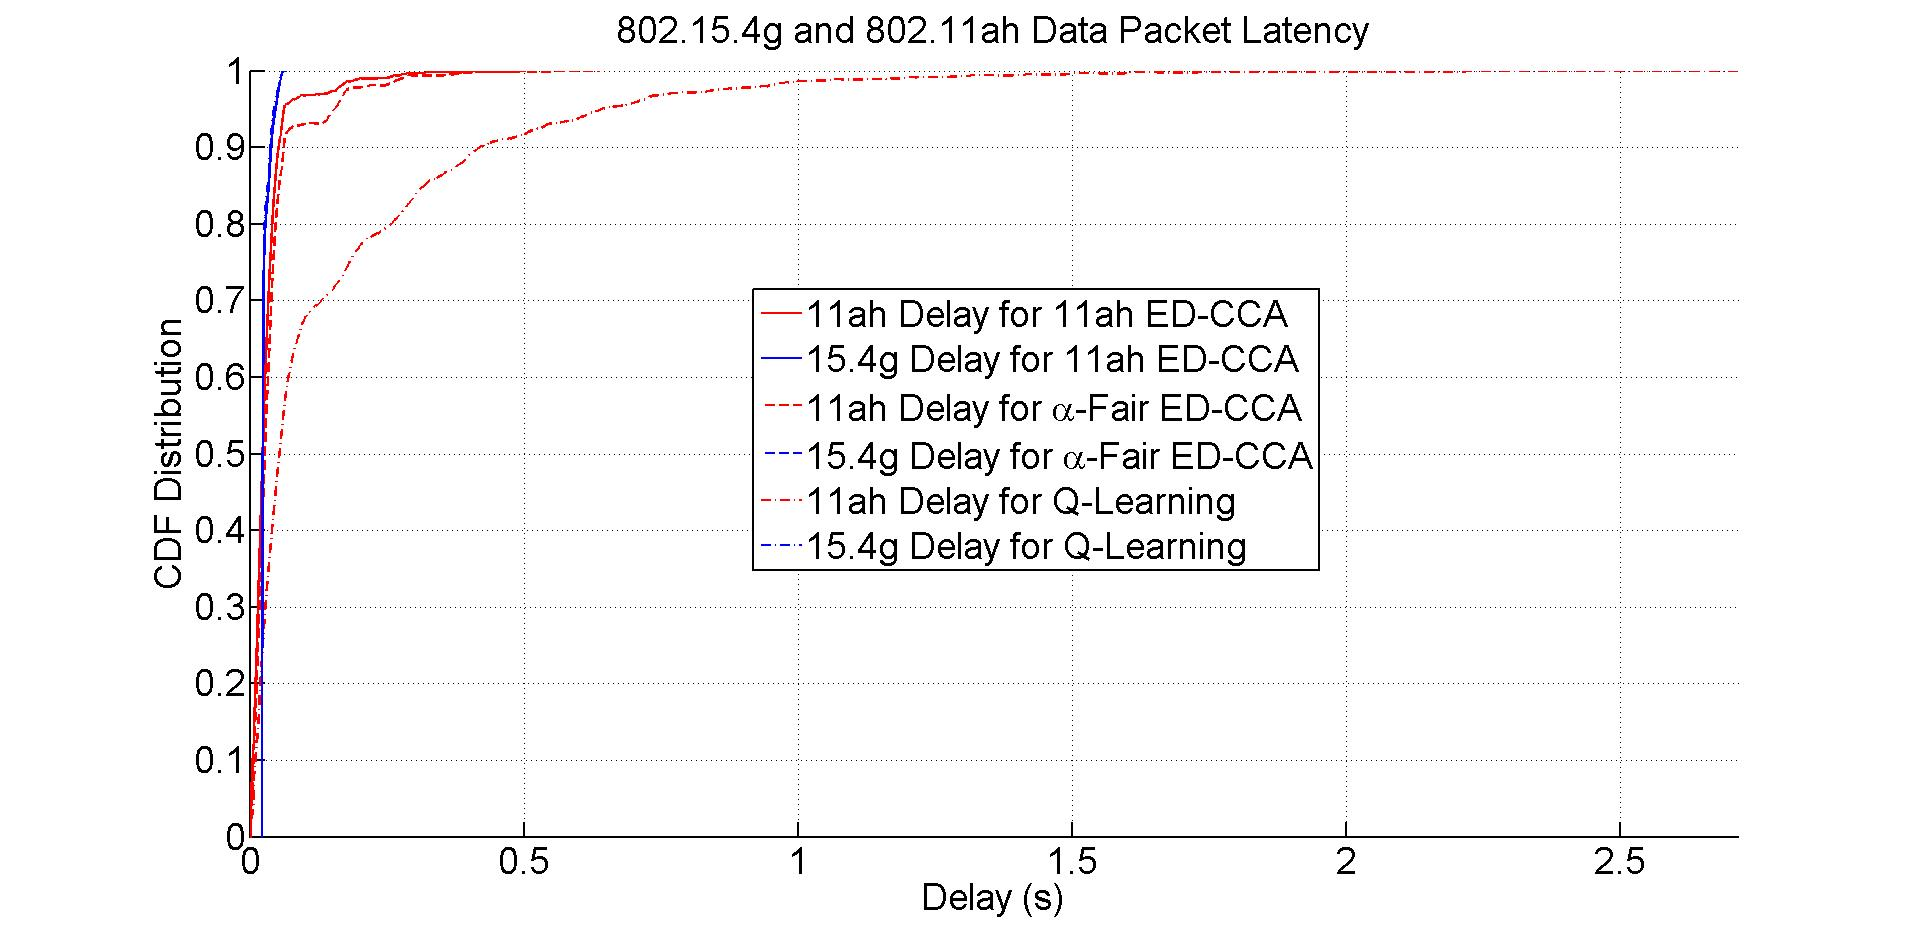 802.15.4g and 802.11ah Data Packet Latency
1
0.9
0.8
0.7
0.6
0.5
0.4
0.3
0.2
0.1
0
CDF Distribution
11ah Delay for 11ah ED-CCA
15.4g Delay for 11ah ED-CCA
11ah Delay for α-Fair ED-CCA
15.4g Delay for α-Fair ED-CCA
11ah Delay for Q-Learning
15.4g Delay for Q-Learning
0 0.5 1 1.5 2 2.5
Delay (s)